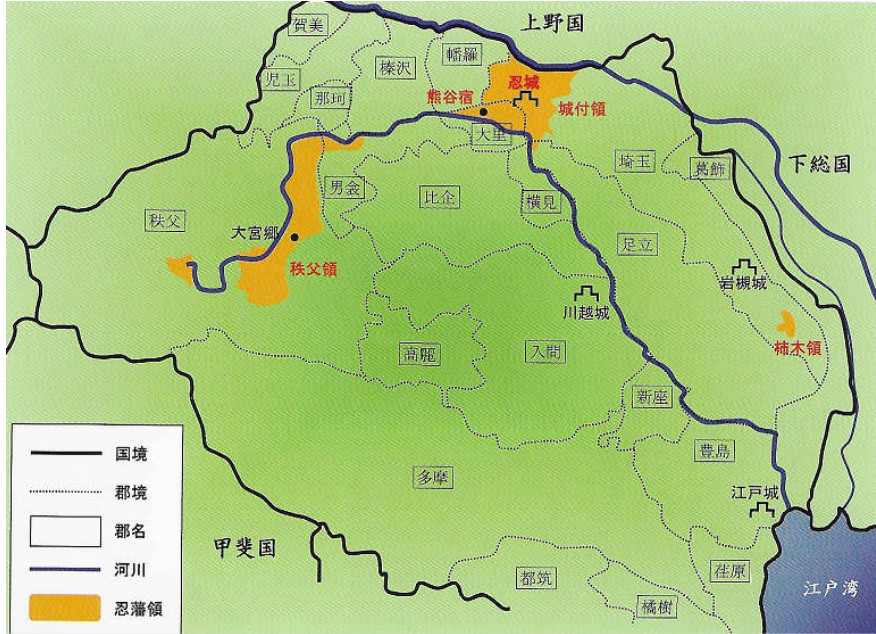 上野国
賀美
幡羅
榛沢
児玉
忍城
那珂
熊谷宿
城付領
大里
埼玉
葛飾
下総国
男衾
比企
横見
秩父
大宮郷
足立
秩父領
岩槻城
川越城
柿木領
高麗
入間
新座
豊島
多摩
江戸城
甲斐国
都筑
荏原
橘樹
江戸湾
国境
郡境
郡名
河川
忍藩領